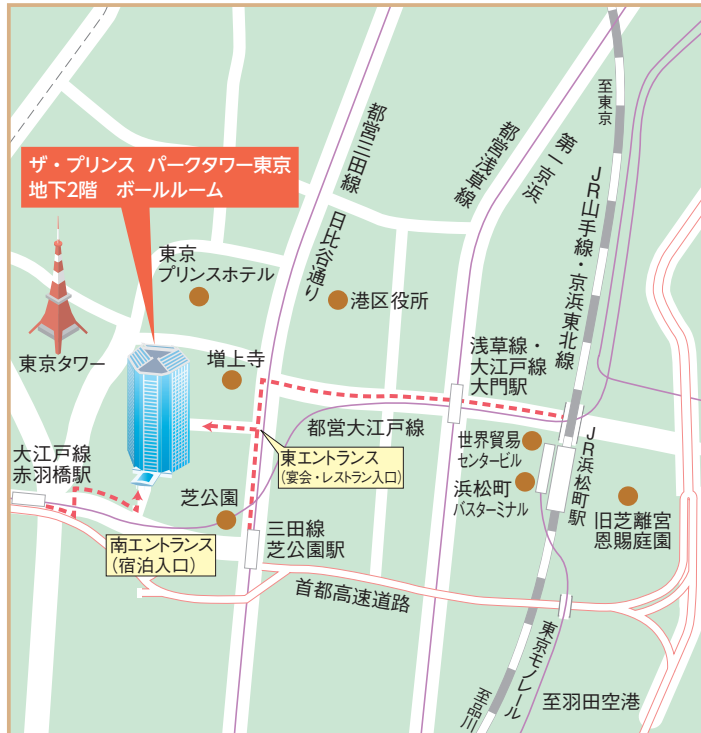 至東京
都営三田線
都営浅草線
第一京浜
JR山手線・京浜東北線
ザ・プリンス パークタワー東京
地下2階 ボールルーム
日比谷通り
東京
プリンスホテル
港区役所
東京タワー
増上寺
浅草線・
大江戸線
大門駅
都営大江戸線
世界貿易
センタービル
JR浜松町駅
東エントランス
(宴会・レストラン入口)
大江戸線
赤羽橋駅
浜松町
バスターミナル
芝公園
旧芝離宮
恩賜庭園
三田線
芝公園駅
南エントランス
(宿泊入口)
首都高速道路
東京モノレール
至羽田空港
至品川